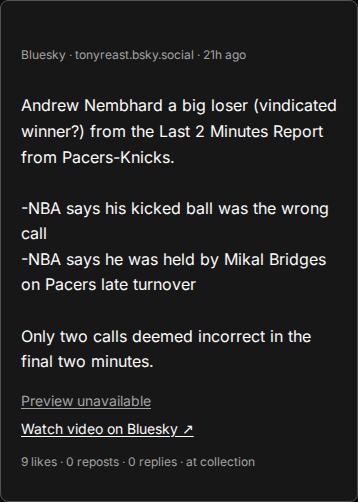 Bluesky · tonyreast.bsky.social · 21h ago
Andrew Nembhard a big loser (vindicated
winner?) from the Last 2 Minutes Report
from Pacers-Knicks.
-NBA says his kicked ball was the wrong
call
-NBA says he was held by Mikal Bridges
on Pacers late turnover
Only two calls deemed incorrect in the
final two minutes.
Preview unavailable
Watch video on Bluesky ↗
9 likes · 0 reposts · 0 replies · at collection